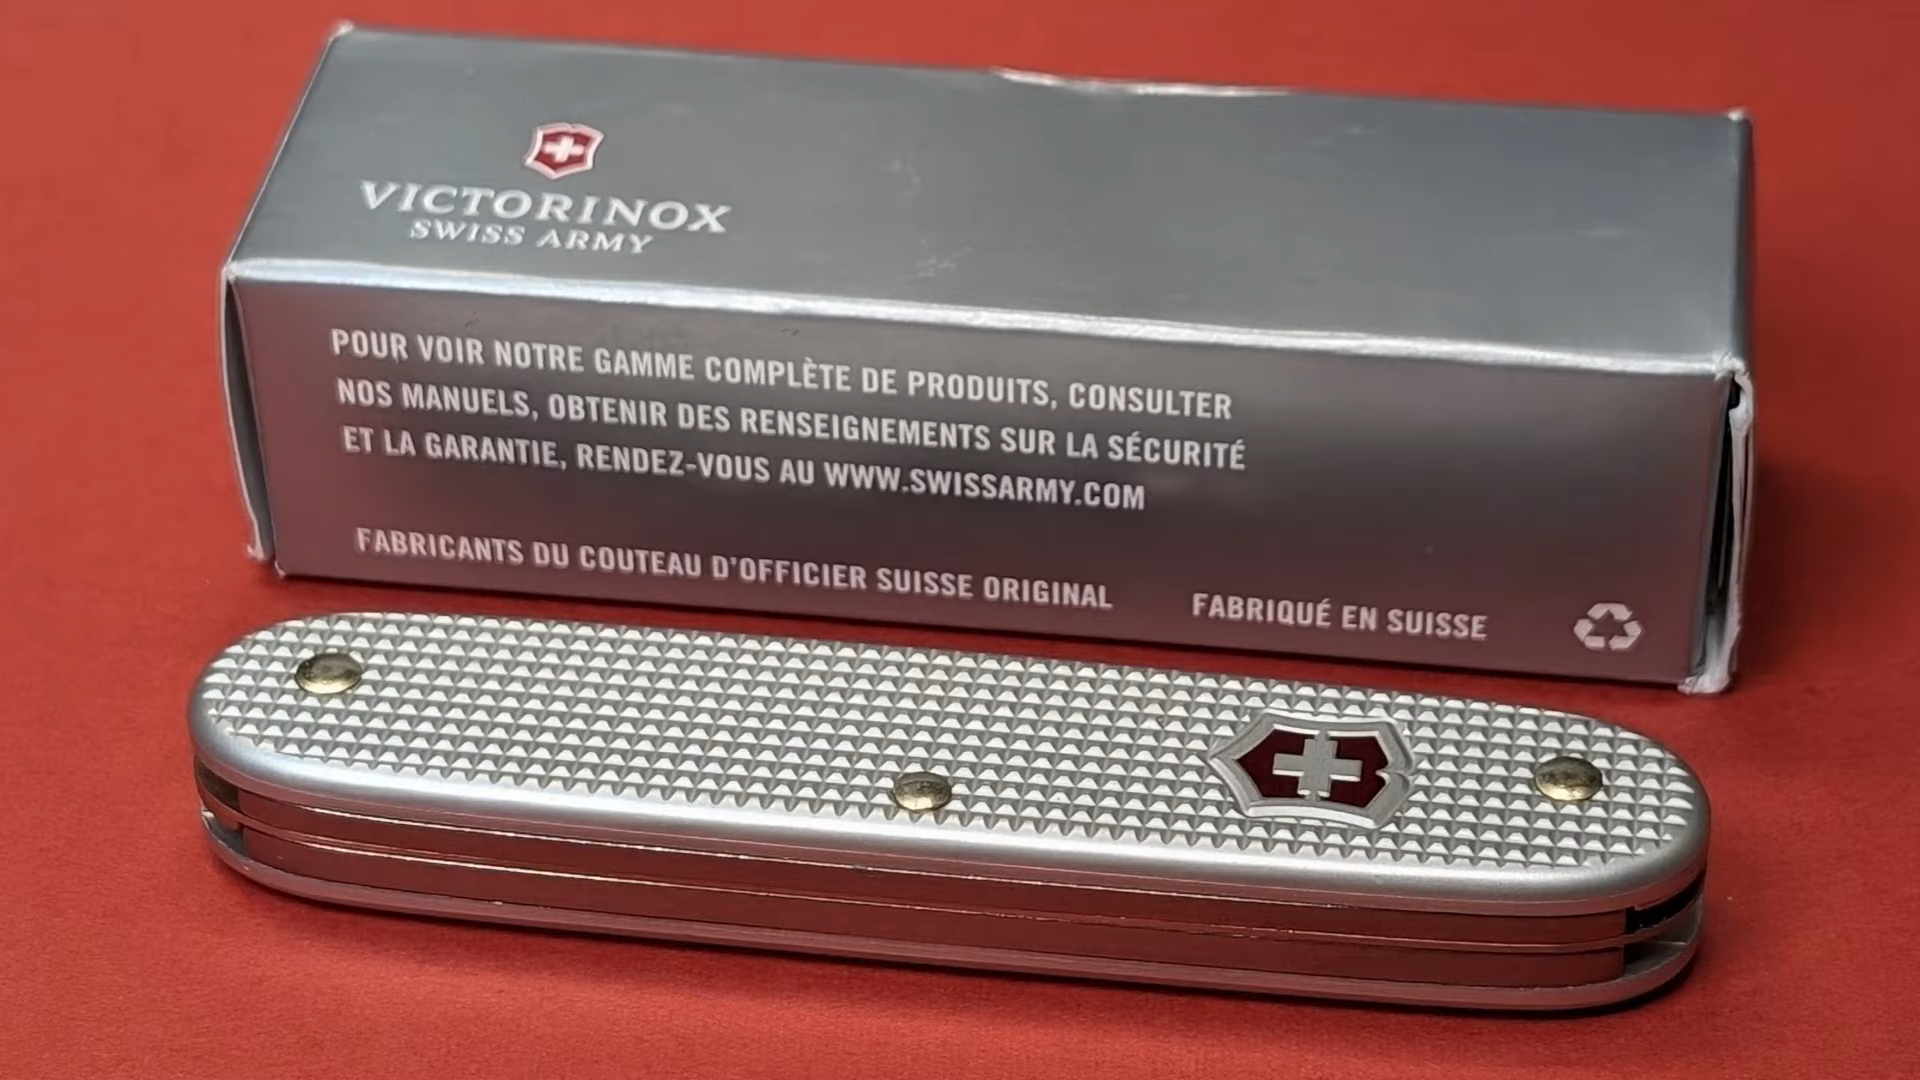 VICTORINOX
SWISS ARMY
POUR VOIR NOTRE GAMME COMPLÈTE DE PRODUITS, CONSULTER
NOS MANUELS, OBTENIR DES RENSEIGNEMENTS SUR LA SÉCURITÉ
ET LA GARANTIE, RENDEZ-VOUS AU WWW.SWISSARMY.COM
FABRICANTS DU COUTEAU D'OFFICIER SUISSE ORIGINAL
FABRIQUÉ EN SUISSE